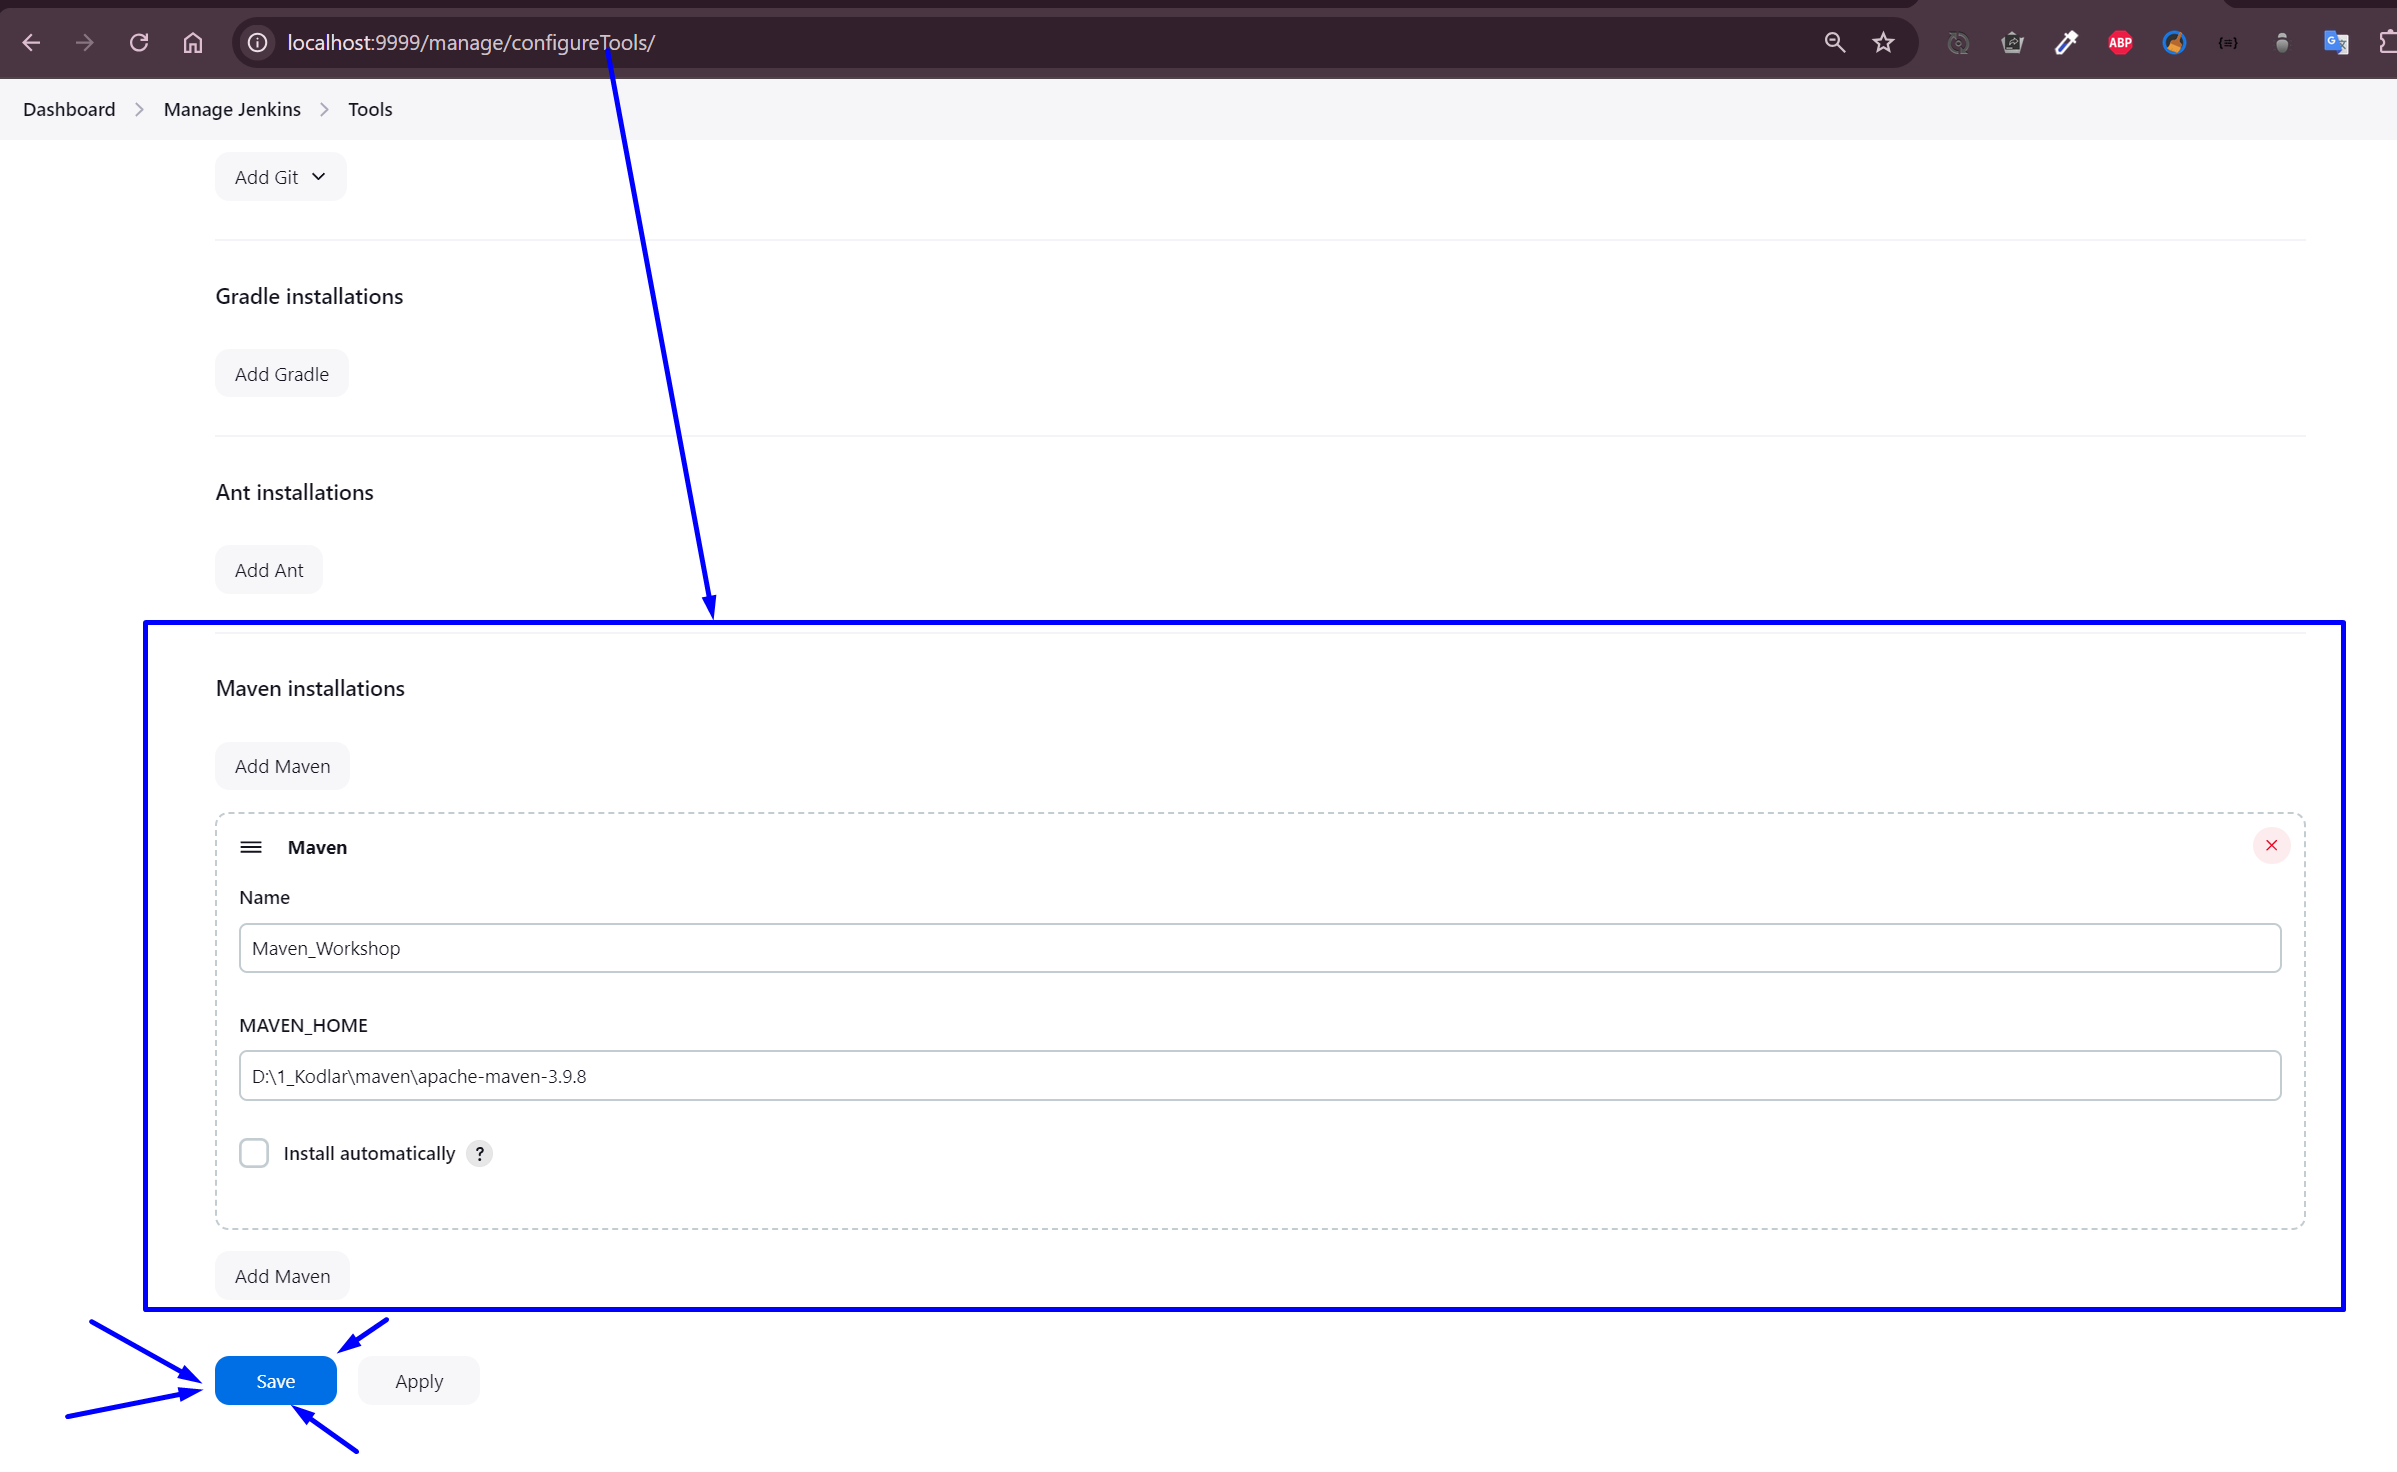 localhost:9999/manage/configureTools/
ABP
Dashboard > Manage Jenkins > Tools
Add Git
Gradle installations
Add Gradle
Ant installations
Add Ant
Maven installations
Add Maven
Maven
Name
Maven_Workshop
MAVEN_HOME
D:\1_Kodlar\maven\apache-maven-3.9.8
Install automatically ?
Add Maven
Save Apply